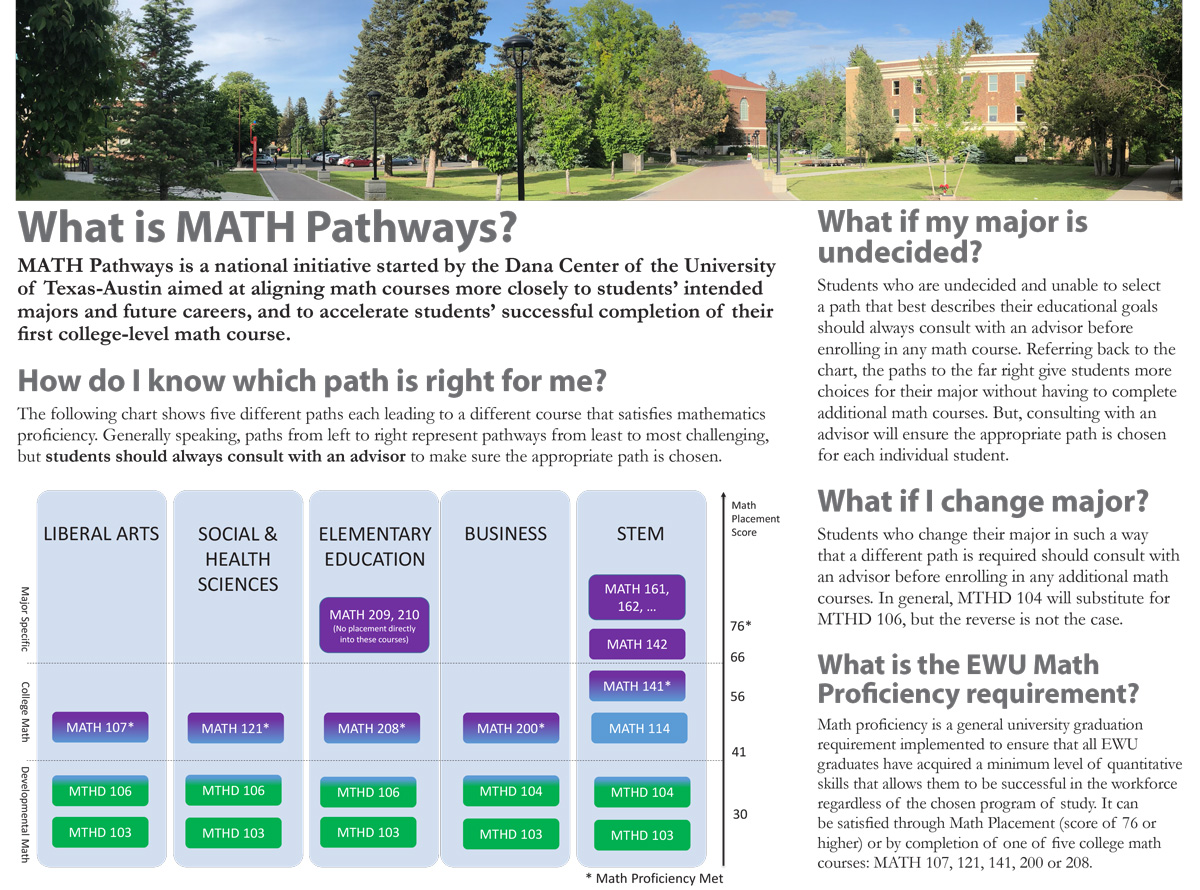 What is MATH Pathways?
MATH Pathways is a national initiative started by the Dana Center of the University
of Texas-Austin aimed at aligning math courses more closely to students' intended
majors and future careers, and to accelerate students' successful completion of their
first college-level math course.
How do I know which path is right for me?
The following chart shows five different paths each leading to a different course that satisfies mathematics
proficiency. Generally speaking, paths from left to right represent pathways from least to most challenging,
but students should always consult with an advisor to make sure the appropriate path is chosen.
LIBERAL ARTS
MATH 107*
MTHD 106
MTHD 103
SOCIAL &
HEALTH
SCIENCES
MATH 121*
MTHD 106
MTHD 103
ELEMENTARY
EDUCATION
MATH 209, 210
(No placement directly
into these courses)
MATH 208*
MTHD 106
MTHD 103
BUSINESS
MATH 200*
MTHD 104
MTHD 103
STEM
MATH 161,
162, ...
MATH 142
MATH 141*
MATH 114
MTHD 104
MTHD 103
Major Specific
College Math
Developmental Math
Math
Placement
Score
76*
66
56
41
30
* Math Proficiency Met
What if my major is
undecided?
Students who are undecided and unable to select
a path that best describes their educational goals
should always consult with an advisor before
enrolling in any math course. Referring back to the
chart, the paths to the far right give students more
choices for their major without having to complete
additional math courses. But, consulting with an
advisor will ensure the appropriate path is chosen
for each individual student.
What if I change major?
Students who change their major in such a way
that a different path is required should consult with
an advisor before enrolling in any additional math
courses. In general, MTHD 104 will substitute for
MTHD 106, but the reverse is not the case.
What is the EWU Math
Proficiency requirement?
Math proficiency is a general university graduation
requirement implemented to ensure that all EWU
graduates have acquired a minimum level of quantitative
skills that allows them to be successful in the workforce
regardless of the chosen program of study. It can
be satisfied through Math Placement (score of 76 or
higher) or by completion of one of five college math
courses: MATH 107, 121, 141, 200 or 208.